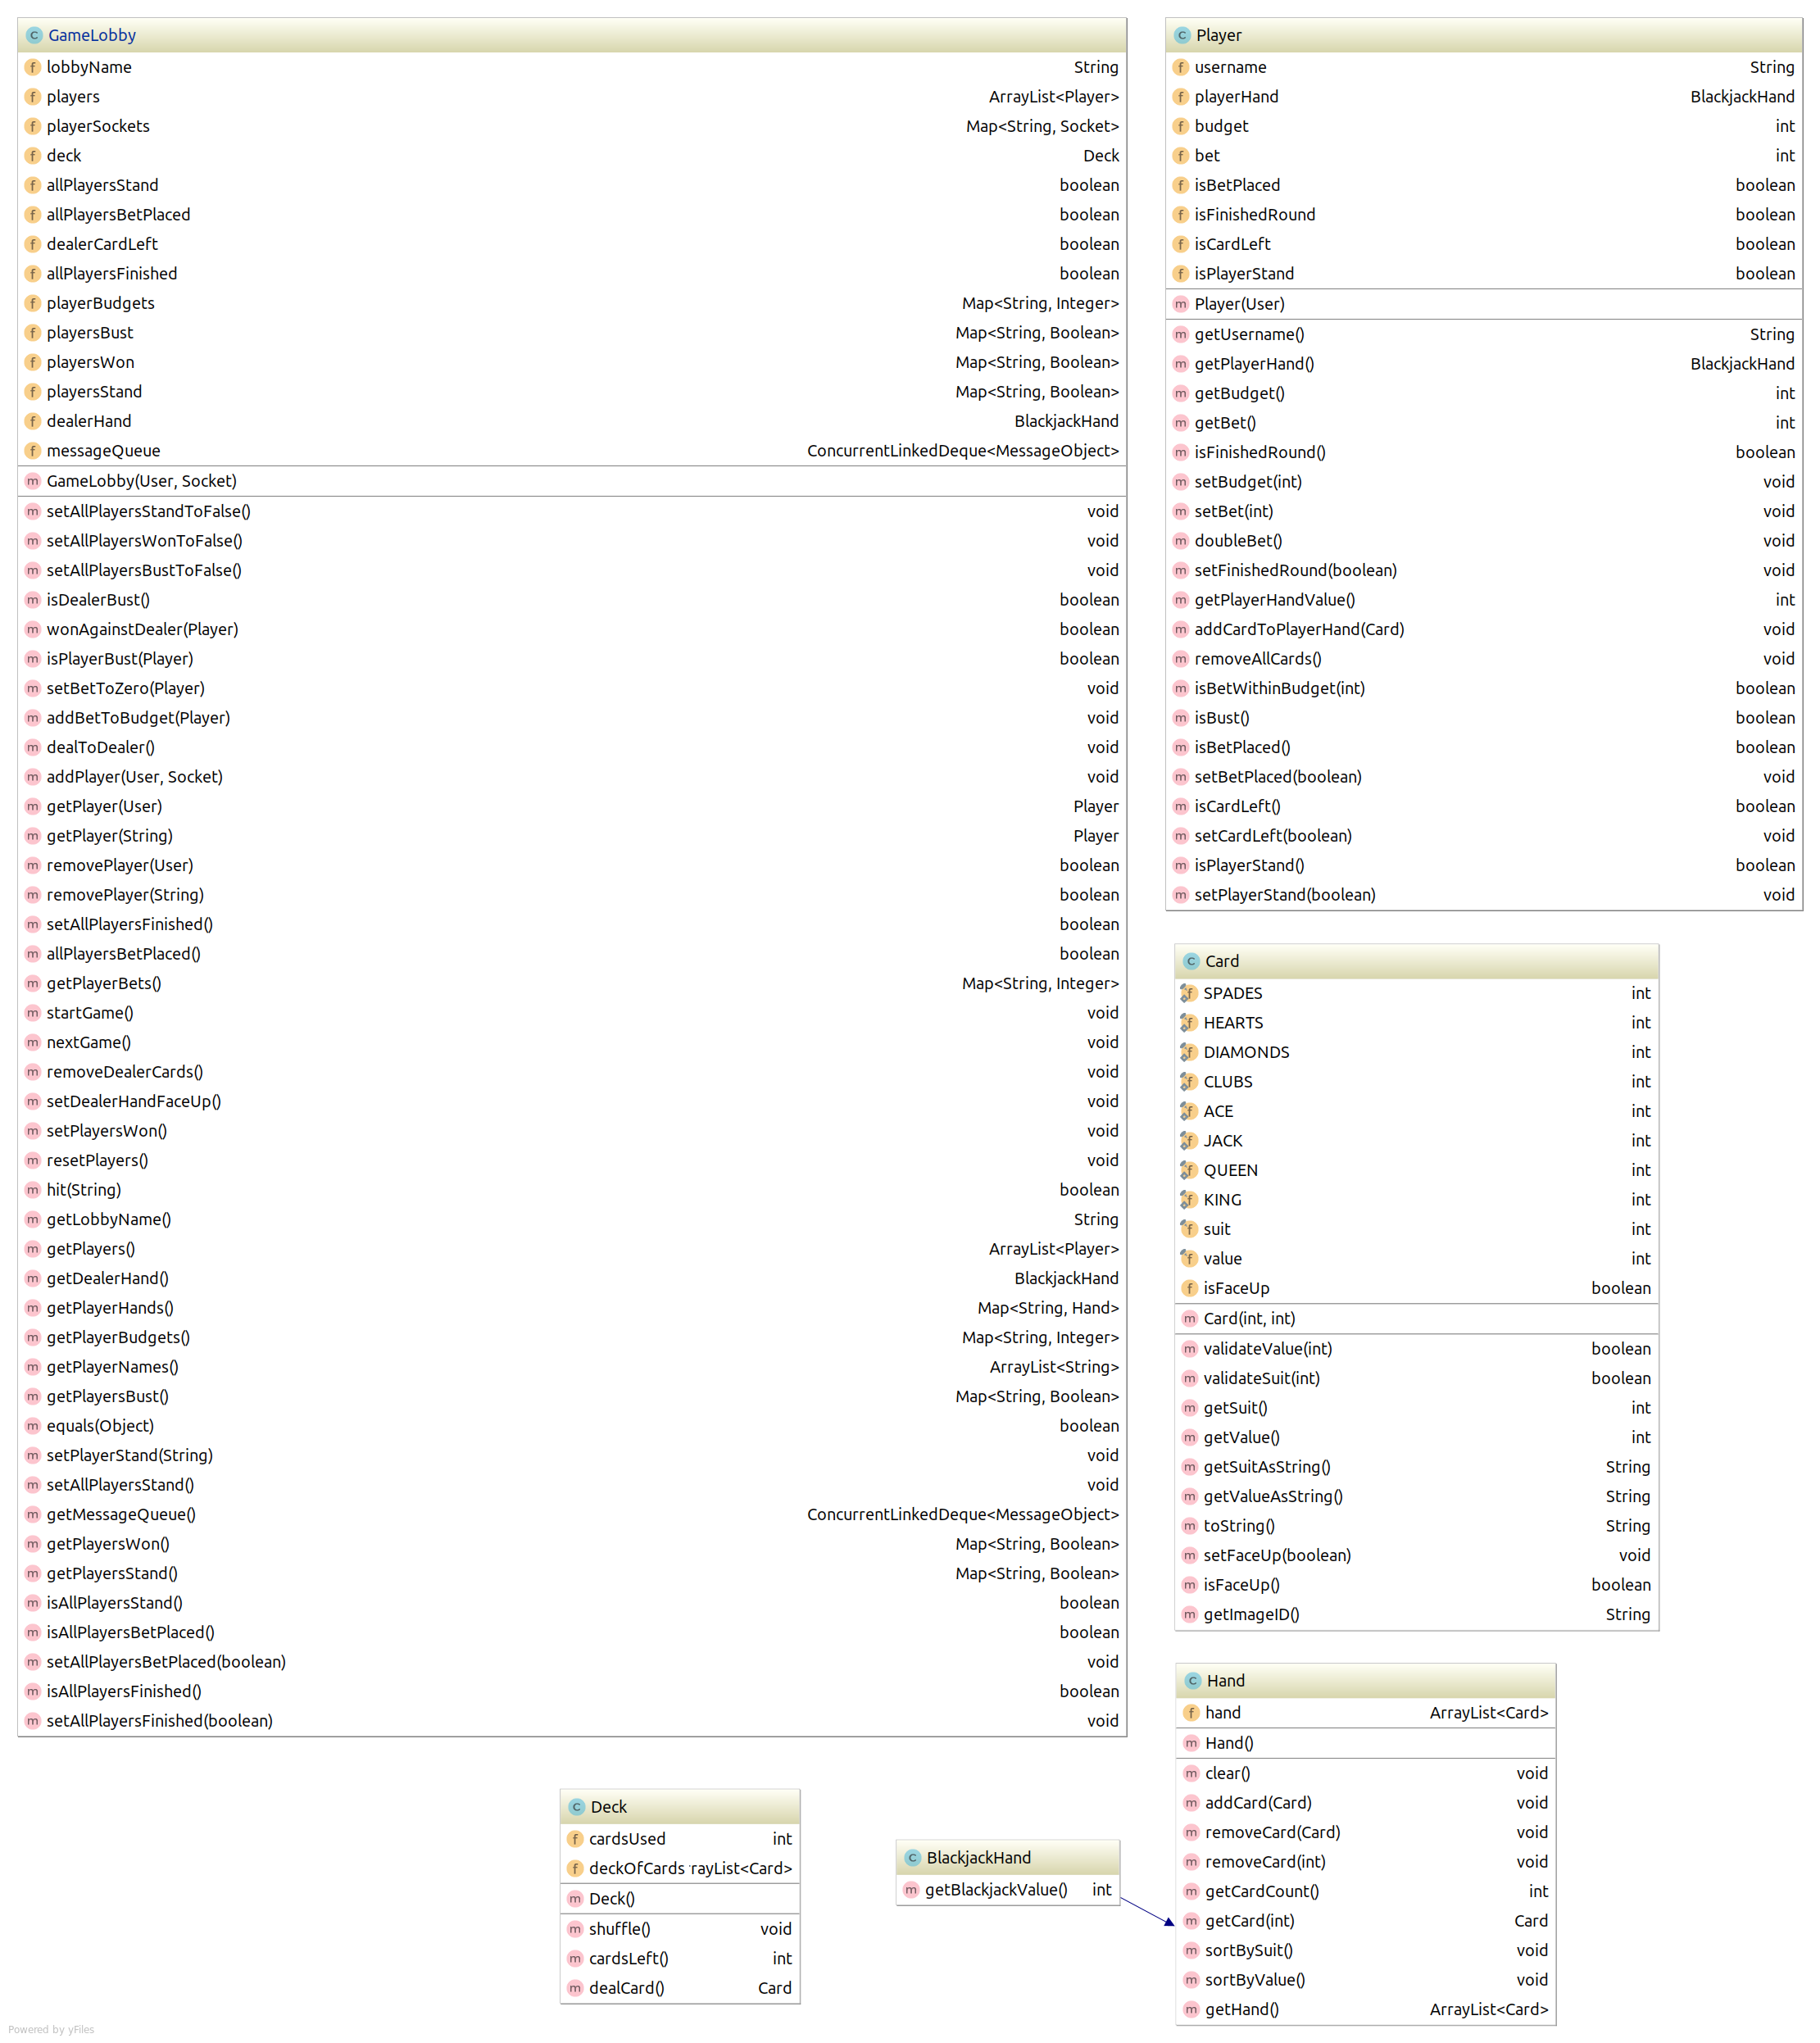 GameLobby
lobbyName String
players ArrayList<Player>
playerSockets Map<String, Socket>
deck Deck
allPlayersStand boolean
allPlayersBetPlaced boolean
dealerCardLeft boolean
allPlayersFinished boolean
playerBudgets Map<String, Integer>
playersBust Map<String, Boolean>
playersWon Map<String, Boolean>
playersStand Map<String, Boolean>
dealerHand BlackjackHand
messageQueue ConcurrentLinkedDeque<MessageObject>
GameLobby(User, Socket)
setAllPlayersStandToFalse() void
setAllPlayersWonToFalse() void
setAllPlayersBustToFalse() void
isDealerBust() boolean
wonAgainstDealer(Player) boolean
isPlayerBust(Player) boolean
setBetToZero(Player) void
addBetToBudget(Player) void
dealToDealer() void
addPlayer(User, Socket) void
getPlayer(User) Player
getPlayer(String) Player
removePlayer(User) boolean
removePlayer(String) boolean
setAllPlayersFinished() boolean
allPlayersBetPlaced() boolean
getPlayerBets() Map<String, Integer>
startGame() void
nextGame() void
removeDealerCards() void
setDealerHandFaceUp() void
setPlayersWon() void
resetPlayers() void
hit(String) boolean
getLobbyName() String
getPlayers() ArrayList<Player>
getDealerHand() BlackjackHand
getPlayerHands() Map<String, Hand>
getPlayerBudgets() Map<String, Integer>
getPlayerNames() ArrayList<String>
getPlayersBust() Map<String, Boolean>
equals(Object) boolean
setPlayerStand(String) void
setAllPlayersStand() void
getMessageQueue() ConcurrentLinkedDeque<MessageObject>
getPlayersWon() Map<String, Boolean>
getPlayersStand() Map<String, Boolean>
isAllPlayersStand() boolean
isAllPlayersBetPlaced() boolean
setAllPlayersBetPlaced(boolean) void
isAllPlayersFinished() boolean
setAllPlayersFinished(boolean) void
Player
username String
playerHand BlackjackHand
budget int
bet int
isBetPlaced boolean
isFinishedRound boolean
isCardLeft boolean
isPlayerStand boolean
Player(User)
getUsername() String
getPlayerHand() BlackjackHand
getBudget() int
getBet() int
isFinishedRound() boolean
setBudget(int) void
setBet(int) void
doubleBet() void
setFinishedRound(boolean) void
getPlayerHandValue() int
addCardToPlayerHand(Card) void
removeAllCards() void
isBetWithinBudget(int) boolean
isBust() boolean
isBetPlaced() boolean
setBetPlaced(boolean) void
isCardLeft() boolean
setCardLeft(boolean) void
isPlayerStand() boolean
setPlayerStand(boolean) void
Card
SPADES int
HEARTS int
DIAMONDS int
CLUBS int
ACE int
JACK int
QUEEN int
KING int
suit int
value int
isFaceUp boolean
Card(int, int)
validateValue(int) boolean
validateSuit(int) boolean
getSuit() int
getValue() int
getSuitAsString() String
getValueAsString() String
toString() String
setFaceUp(boolean) void
isFaceUp() boolean
getImageID() String
Hand
hand ArrayList<Card>
Hand()
clear() void
addCard(Card) void
removeCard(Card) void
removeCard(int) void
getCardCount() int
getCard(int) Card
sortBySuit() void
sortByValue() void
getHand() ArrayList<Card>
Deck
cardsUsed int
deckOfCards rayList<Card>
Deck()
shuffle() void
cardsLeft() int
dealCard() Card
BlackjackHand
getBlackjackValue() int
Powered by yFiles